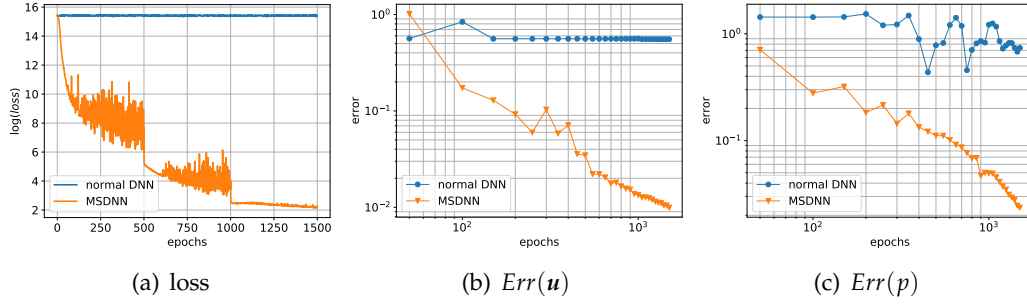 16
14
12
10
8
6
4
2
log(loss)
normal DNN
MSDNN
0 250 500 750 1000 1250 1500
epochs
(a) loss
10⁰
10⁻¹
10⁻²
error
normal DNN
MSDNN
10² 10³
epochs
(b) Err(u)
10⁰
10⁻¹
error
normal DNN
MSDNN
10² 10³
epochs
(c) Err(p)